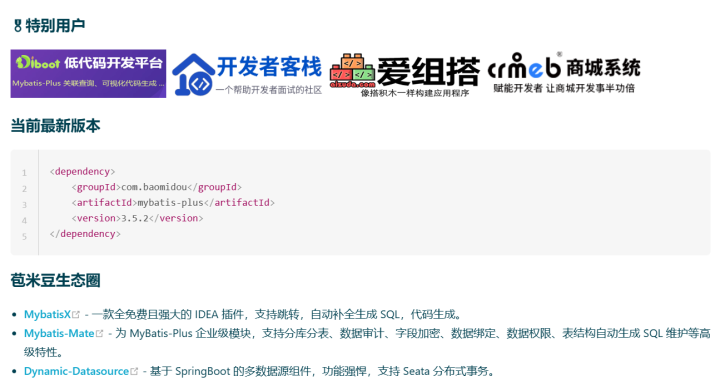 特别用户
Diboot 低代码开发平台
Mybatis-Plus 关联查询、可视化代码生成 ...
开发者客栈
一个帮助开发者面试的社区
爱组搭
aizuda.com
像搭积木一样构建应用程序
crmeb® 商城系统
赋能开发者 让商城开发事半功倍
当前最新版本
1 <dependency>
2 <groupId>com.baomidou</groupId>
3 <artifactId>mybatis-plus</artifactId>
4 <version>3.5.2</version>
5 </dependency>
苞米豆生态圈
• MybatisX - 一款全免费且强大的 IDEA 插件，支持跳转，自动补全生成 SQL，代码生成。
• Mybatis-Mate - 为 MyBatis-Plus 企业级模块，支持分库分表、数据审计、字段加密、数据绑定、数据权限、表结构自动生成 SQL 维护等高
级特性。
• Dynamic-Datasource - 基于 SpringBoot 的多数据源组件，功能强悍，支持 Seata 分布式事务。